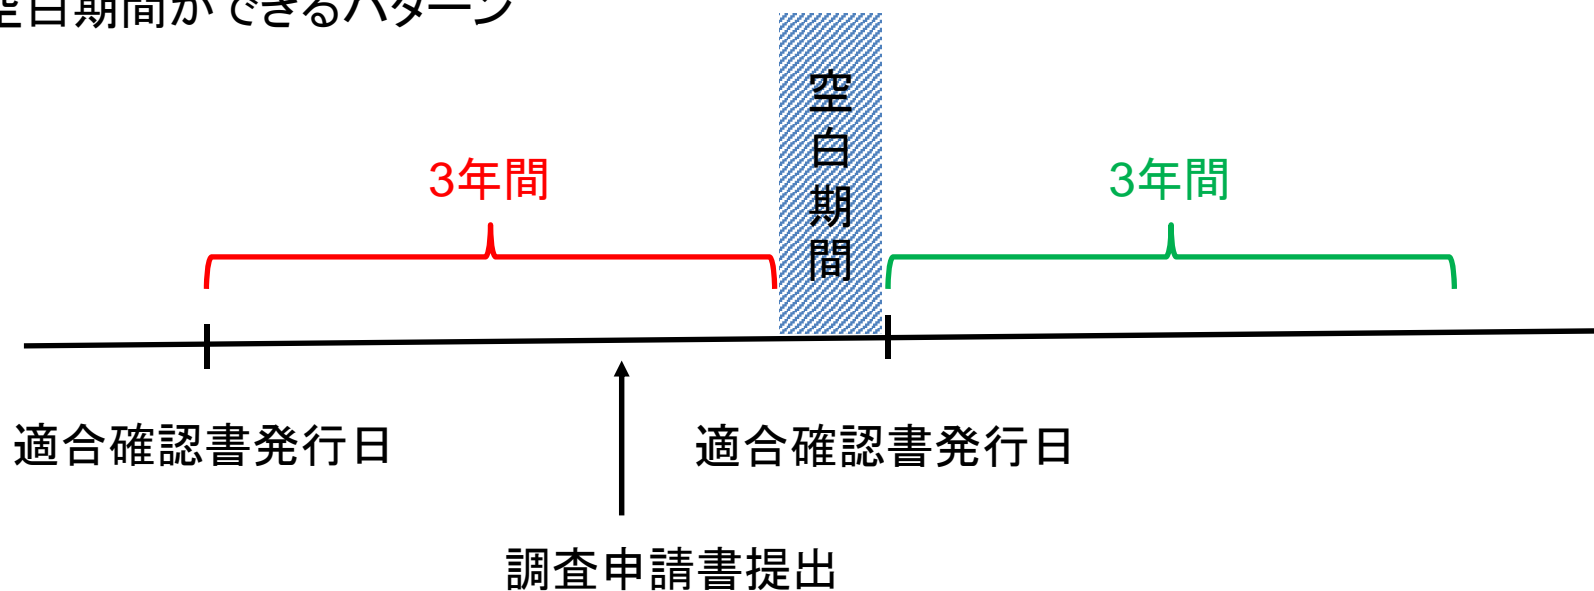 空白期間ができるパターン
空白期間
3年間
3年間
適合確認書発行日
適合確認書発行日
調査申請書提出